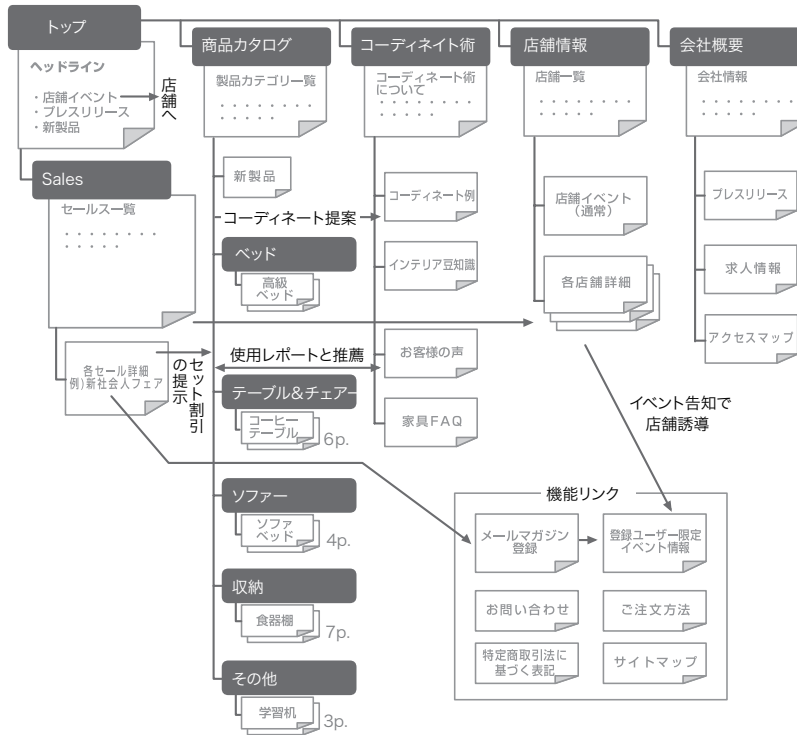 トップ
ヘッドライン
・店舗イベント
・プレスリリース
・新製品
店舗へ
Sales
セールス一覧
各セール詳細
例)新社会人フェア
セット割引
の提示
商品カタログ
製品カテゴリ一覧
新製品
コーディネート提案
ベッド
高級
ベッド
使用レポートと推薦
テーブル&チェアー
コーヒー
テーブル
6p.
ソファー
ソファ
ベッド
4p.
収納
食器棚
7p.
その他
学習机
3p.
コーディネイト術
コーディネート術
について
コーディネート例
インテリア豆知識
お客様の声
家具FAQ
店舗情報
店舗一覧
店舗イベント
(通常)
各店舗詳細
会社概要
会社情報
プレスリリース
求人情報
アクセスマップ
イベント告知で
店舗誘導
機能リンク
メールマガジン
登録
登録ユーザー限定
イベント情報
お問い合わせ
ご注文方法
特定商取引法に
基づく表記
サイトマップ